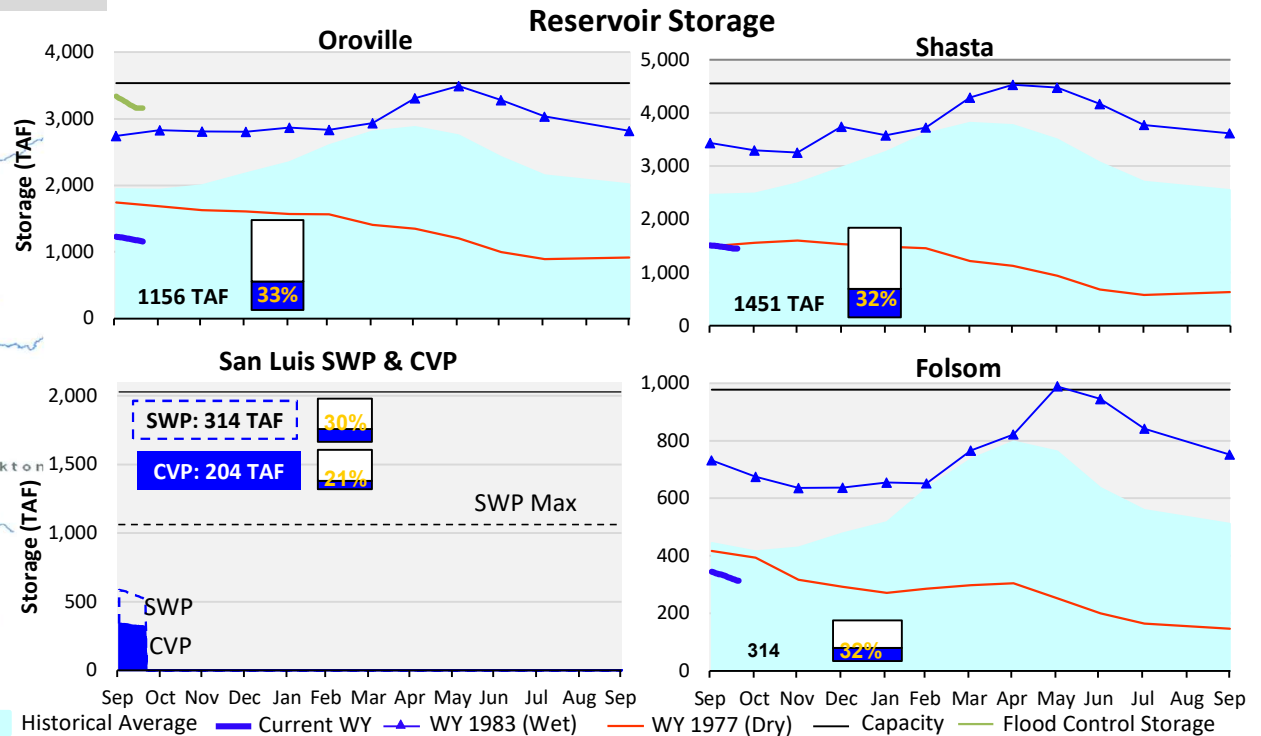 Reservoir Storage
Oroville
4,000
3,000
2,000
1,000
0
Storage (TAF)
1156 TAF
33%
Shasta
5,000
4,000
3,000
2,000
1,000
0
1451 TAF
32%
San Luis SWP & CVP
2,000
1,500
1,000
500
0
Storage (TAF)
SWP: 314 TAF
30%
CVP: 204 TAF
21%
SWP Max
SWP
CVP
Sep Oct Nov Dec Jan Feb Mar Apr May Jun Jul Aug Sep
Folsom
1,000
800
600
400
200
0
314
32%
Sep Oct Nov Dec Jan Feb Mar Apr May Jun Jul Aug Sep
kton
Historical Average Current WY WY 1983 (Wet) WY 1977 (Dry) Capacity Flood Control Storage